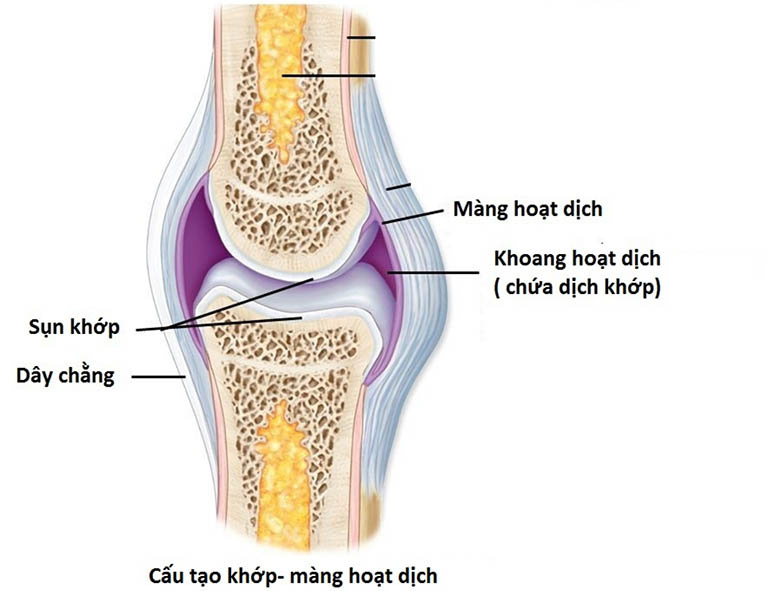 Màng hoạt dịch
Khoang hoạt dịch
( chứa dịch khớp)
Sụn khớp
Dây chằng
Cấu tạo khớp- màng hoạt dịch